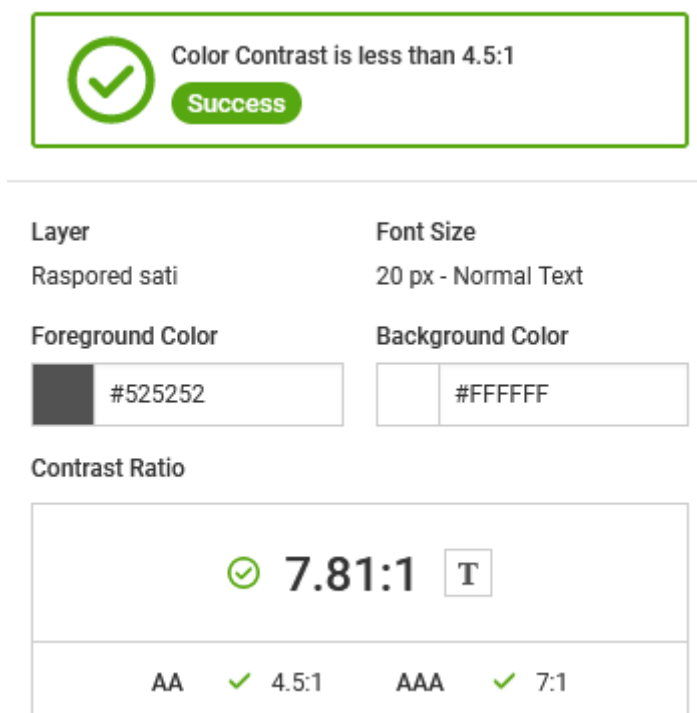 Color Contrast is less than 4.5:1
Success
Layer
Font Size
Raspored sati
20 px - Normal Text
Foreground Color
Background Color
#525252
#FFFFFF
Contrast Ratio
7.81:1 T
AA 4.5:1 AAA 7:1